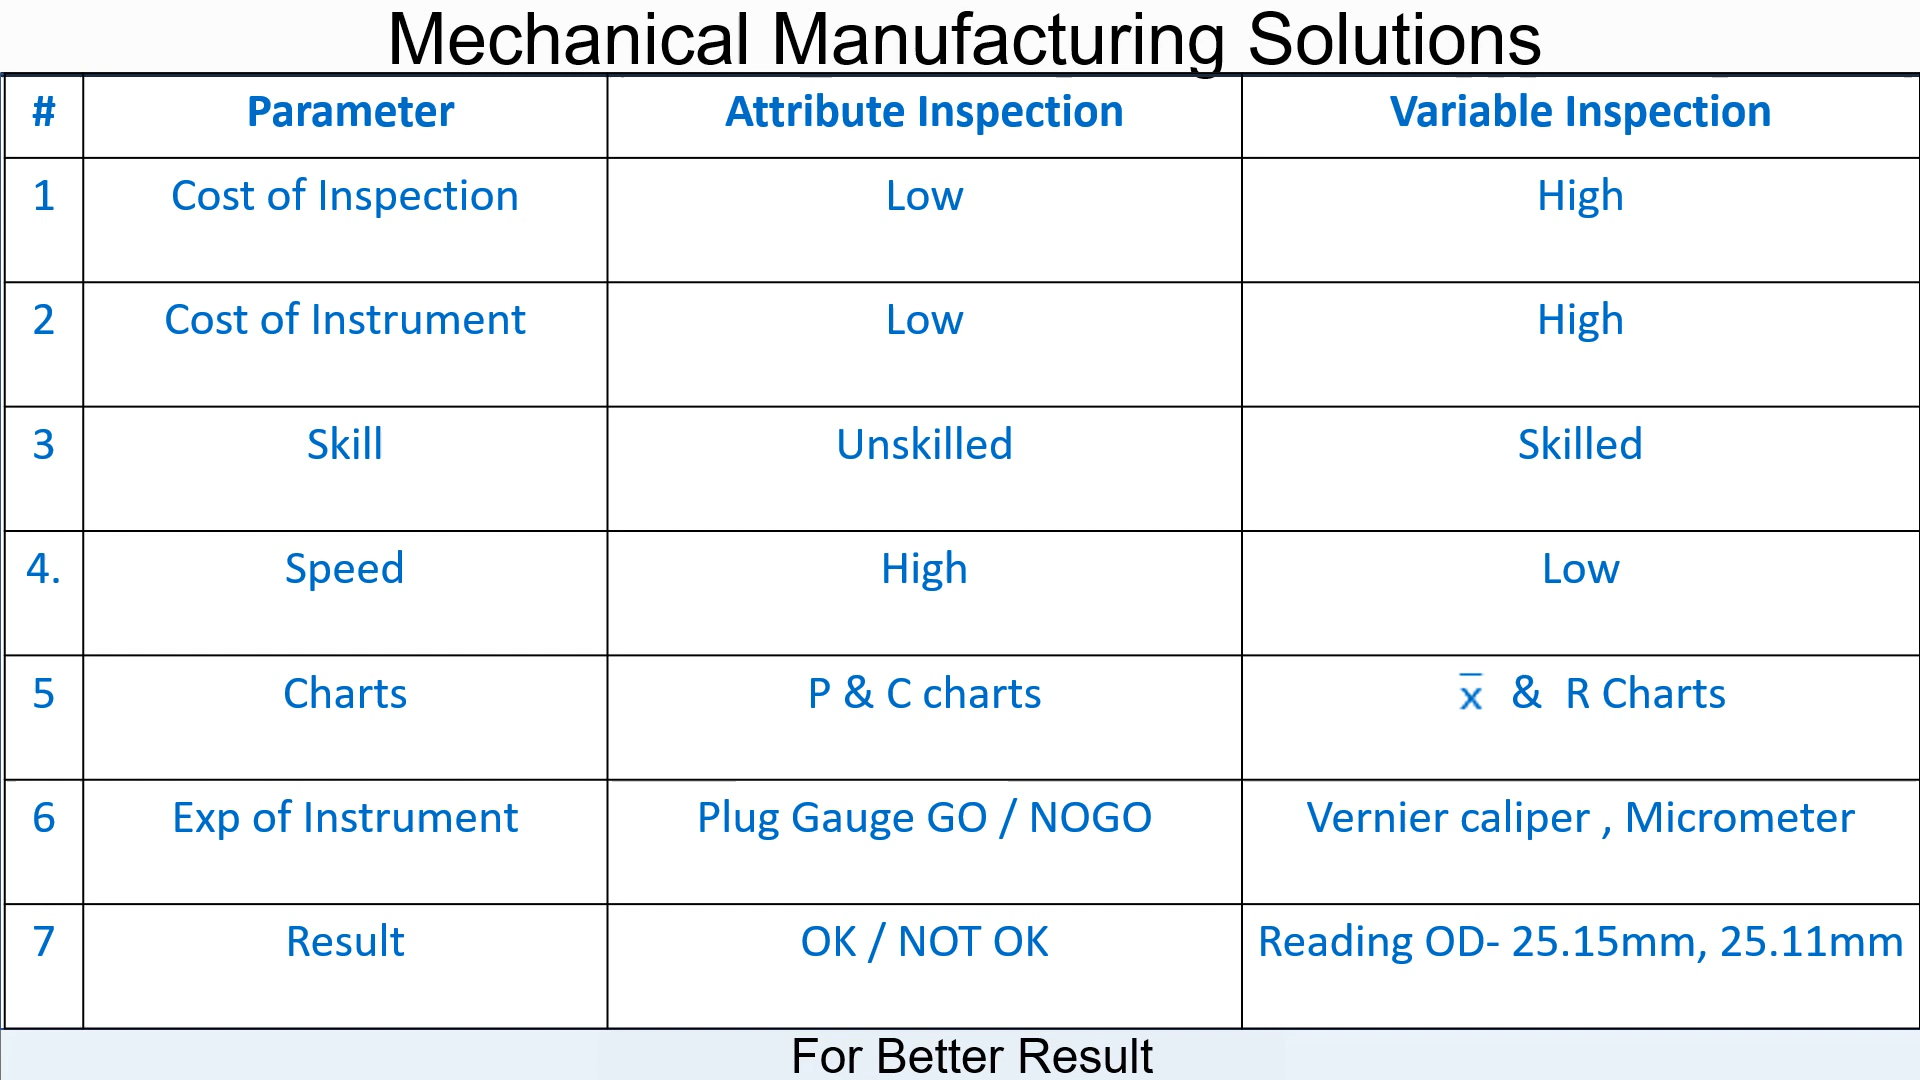 Mechanical Manufacturing Solutions
# Parameter Attribute Inspection Variable Inspection
1 Cost of Inspection Low High
2 Cost of Instrument Low High
3 Skill Unskilled Skilled
4. Speed High Low
5 Charts P & C charts x̅ & R Charts
6 Exp of Instrument Plug Gauge GO / NOGO Vernier caliper , Micrometer
7 Result OK / NOT OK Reading OD- 25.15mm, 25.11mm
For Better Result